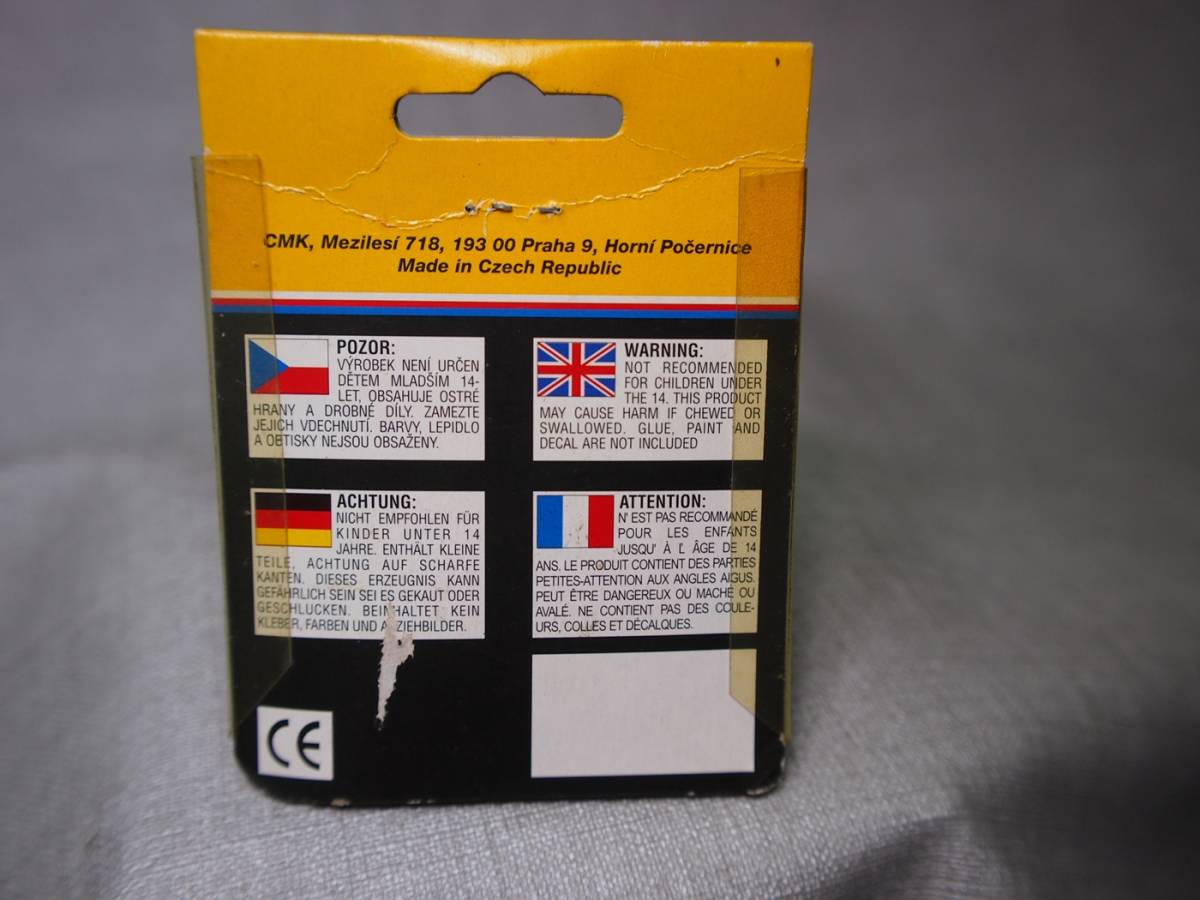 CMK, Mezilesí 718, 193 00 Praha 9, Horní Počernice
Made in Czech Republic
POZOR:
VÝROBEK NENÍ URČEN
DĚTEM MLADŠÍM 14-
LET, OBSAHUJE OSTRÉ
HRANY A DROBNÉ DÍLY. ZAMEZTE
JEJICH VDECHNUTÍ. BARVY, LEPIDLO
A OBTISKY NEJSOU OBSAŽENY.
WARNING:
NOT RECOMMENDED
FOR CHILDREN UNDER
THE 14. THIS PRODUCT
MAY CAUSE HARM IF CHEWED OR
SWALLOWED. GLUE, PAINT AND
DECAL ARE NOT INCLUDED
ACHTUNG:
NICHT EMPFOHLEN FÜR
KINDER UNTER 14
JAHRE. ENTHÄLT KLEINE
TEILE, ACHTUNG AUF SCHARFE
KANTEN. DIESES ERZEUGNIS KANN
GEFÄHRLICH SEIN SEI ES GEKAUT ODER
GESCHLUCKEN. BEINHALTET KEIN
KLEBER, FARBEN UND ANZIEHBILDER.
ATTENTION:
N' EST PAS RECOMMANDÉ
POUR LES ENFANTS
JUSQU' À L' ÂGE DE 14
ANS. LE PRODUIT CONTIENT DES PARTIES
PETITES-ATTENTION AUX ANGLES AIGUS.
PEUT ÊTRE DANGEREUX OU MACHÉ OU
AVALÉ. NE CONTIENT PAS DES COULE-
URS, COLLES ET DÉCALQUES.
CE